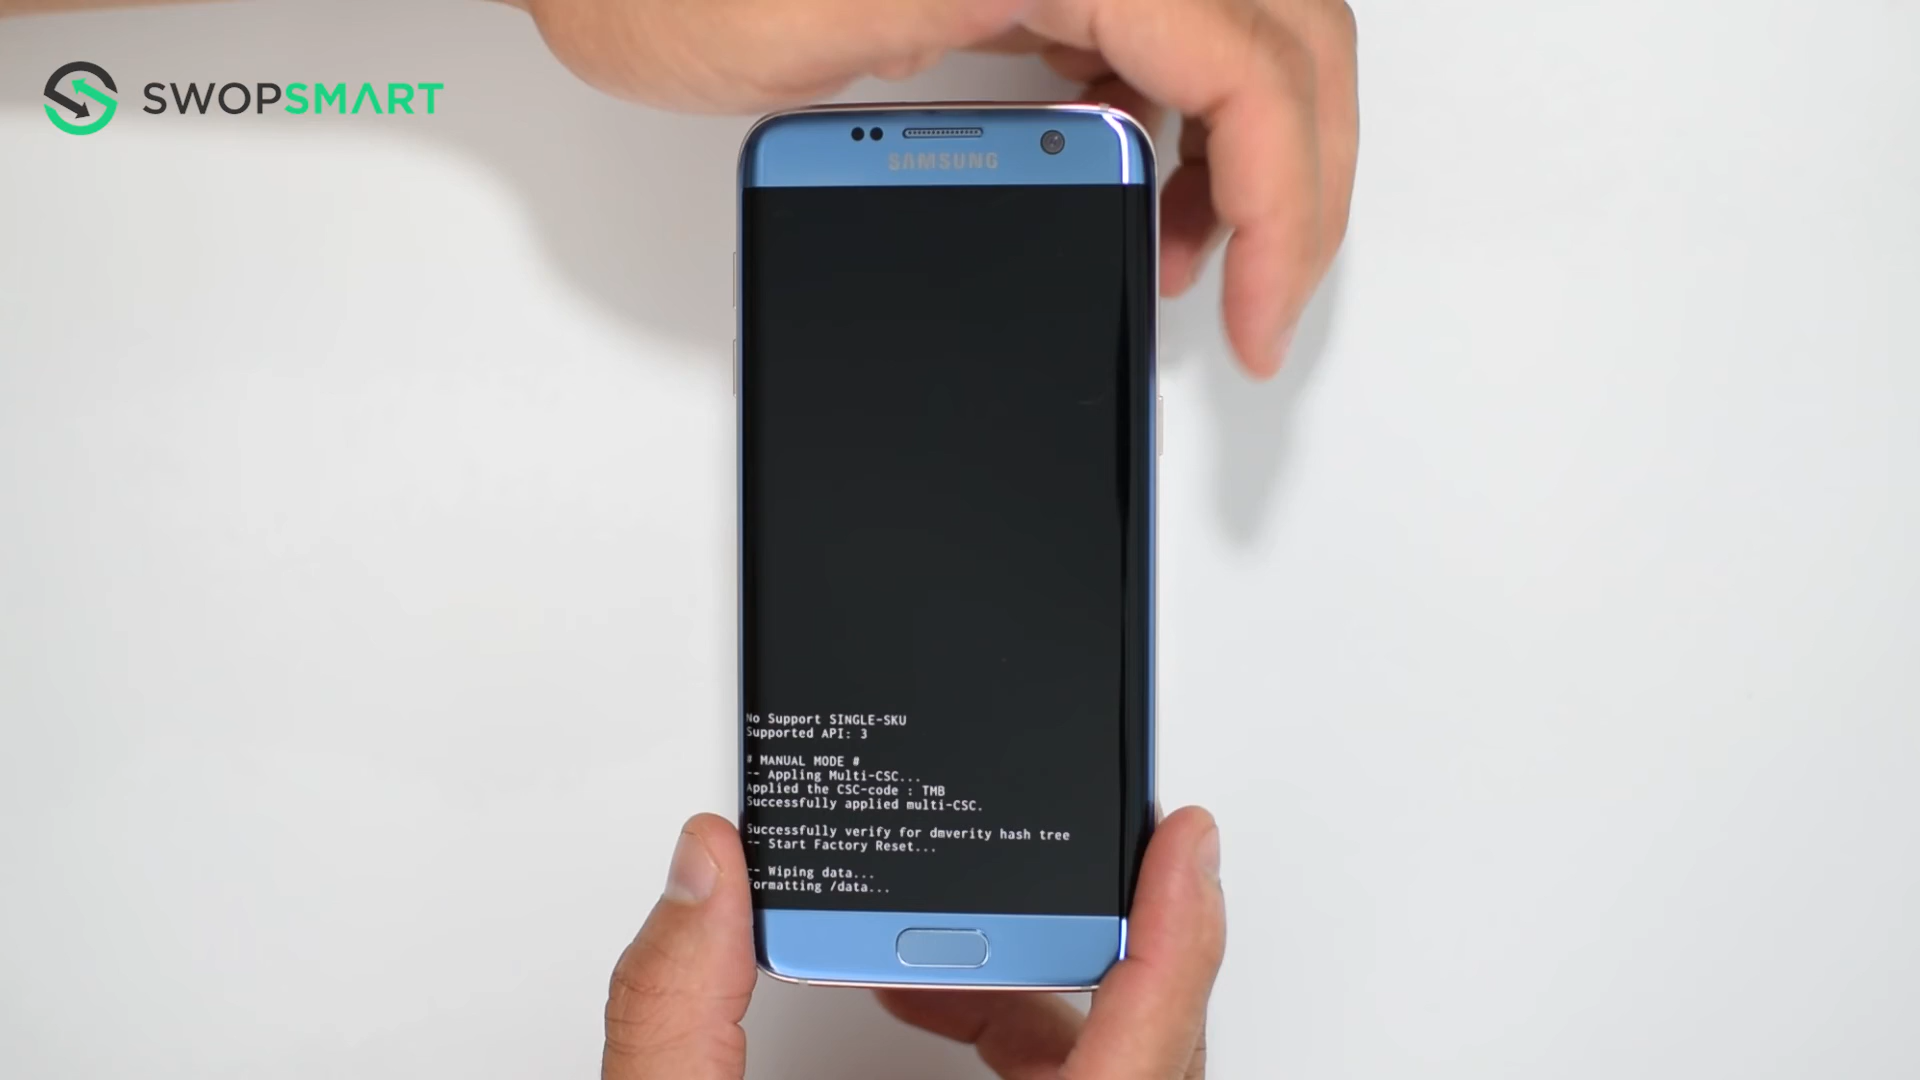 SWOPSMART
SAMSUNG
No Support SINGLE-SKU
Supported API: 3
# MANUAL MODE #
-- Appling Multi-CSC...
Applied the CSC-code : TMB
Successfully applied multi-CSC.
Successfully verify for dmverity hash tree
-- Start Factory Reset...
-- Wiping data...
Formatting /data...